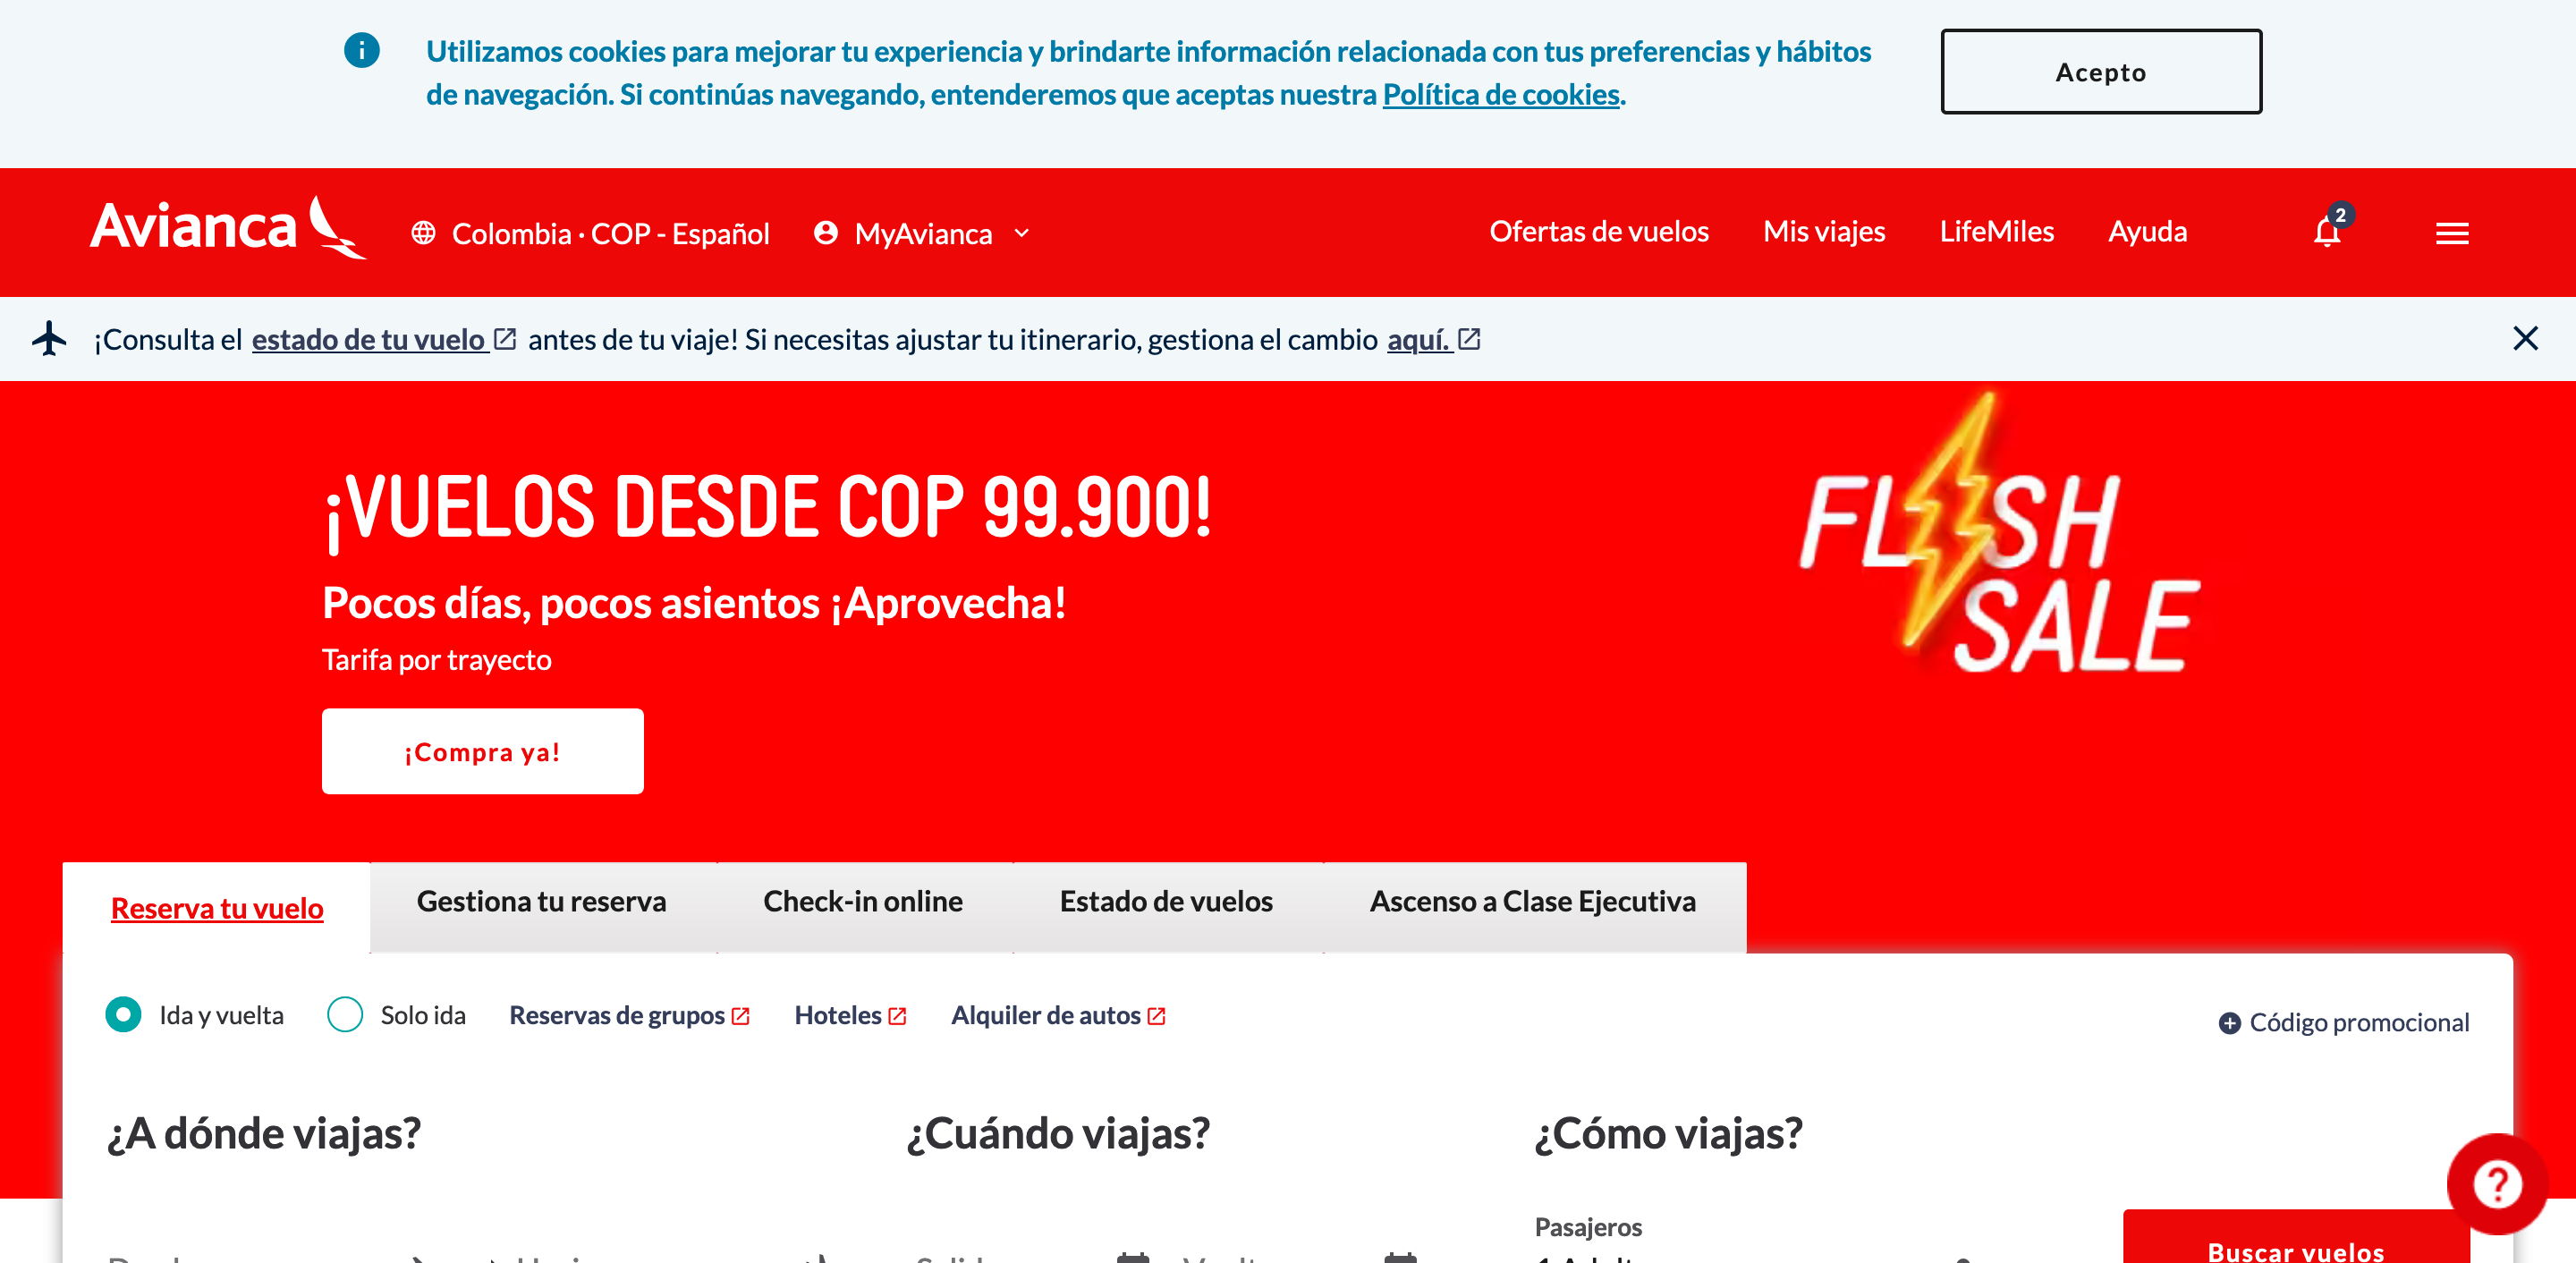 Utilizamos cookies para mejorar tu experiencia y brindarte información relacionada con tus preferencias y hábitos
de navegación. Si continúas navegando, entenderemos que aceptas nuestra Política de cookies.
Acepto
Avianca
Colombia · COP - Español
MyAvianca
Ofertas de vuelos
Mis viajes
LifeMiles
Ayuda
2
¡Consulta el estado de tu vuelo antes de tu viaje! Si necesitas ajustar tu itinerario, gestiona el cambio aquí.
¡VUELOS DESDE COP 99.900!
Pocos días, pocos asientos ¡Aprovecha!
Tarifa por trayecto
¡Compra ya!
FLASH
SALE
Reserva tu vuelo
Gestiona tu reserva
Check-in online
Estado de vuelos
Ascenso a Clase Ejecutiva
Ida y vuelta
Solo ida
Reservas de grupos
Hoteles
Alquiler de autos
Código promocional
¿A dónde viajas?
¿Cuándo viajas?
¿Cómo viajas?
Pasajeros
Buscar vuelos